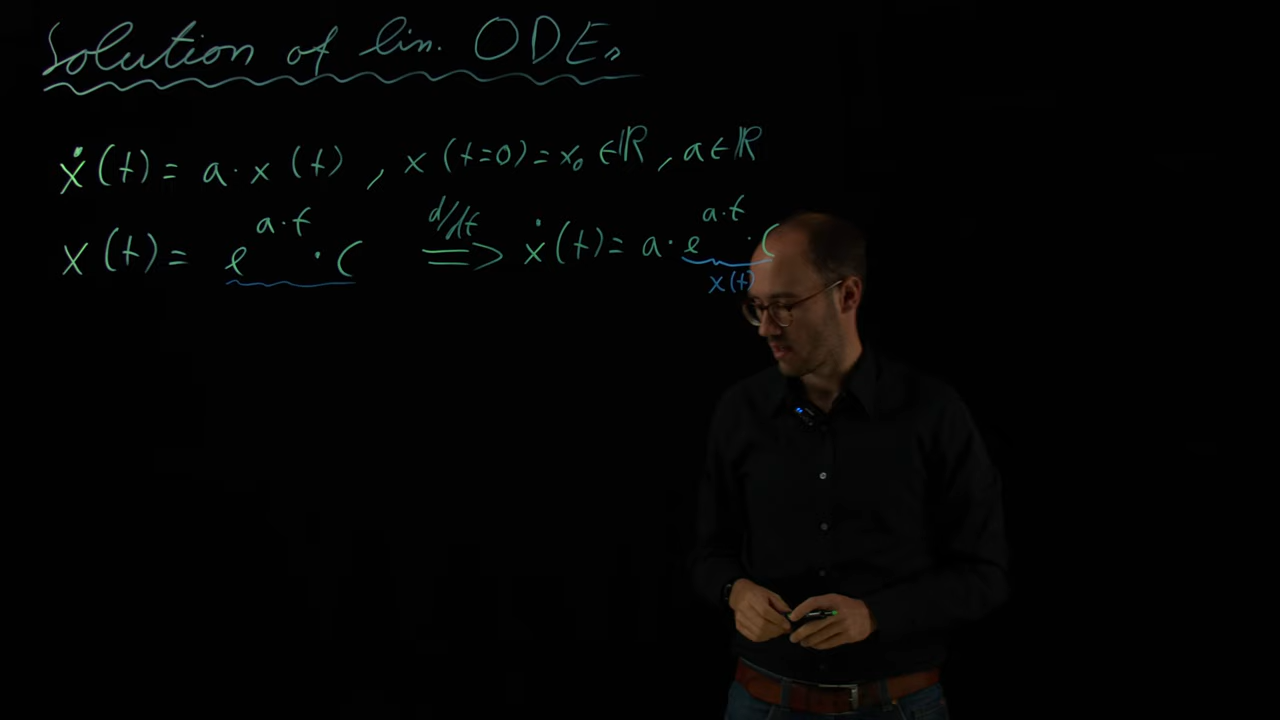 Solution of lin. ODEs
ẋ(t) = a·x(t), x(t=0) = x₀ ∈ ℝ, a ∈ ℝ
x(t) = e^{a·t} · C ⟹ ẋ(t) = a·e^{a·t} · C
d/dt
x(t)